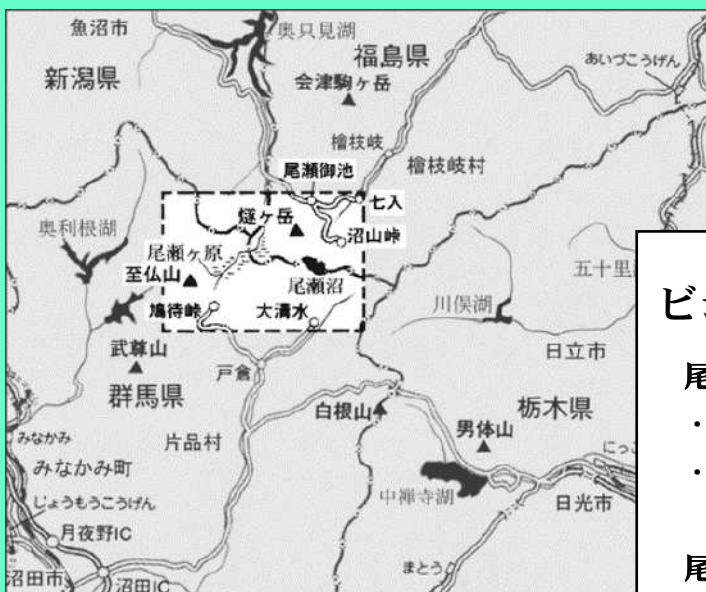 魚沼市
奥只見湖
福島県
新潟県
会津駒ヶ岳
あいづこうげん
檜枝岐
尾瀬御池
檜枝岐村
七入
燧ヶ岳
奥利根湖
沼山峠
尾瀬ヶ原
至仏山
尾瀬沼
五十里
鳩待峠
大清水
川俣湖
武尊山
戸倉
日立市
群馬県
白根山
栃木県
男体山
みなかみ
片品村
みなかみ町
中禅寺湖
日光市
じょうもうこうげん
月夜野IC
まとう
沼田市
沼田IC
ビ
尾
・
・
尾